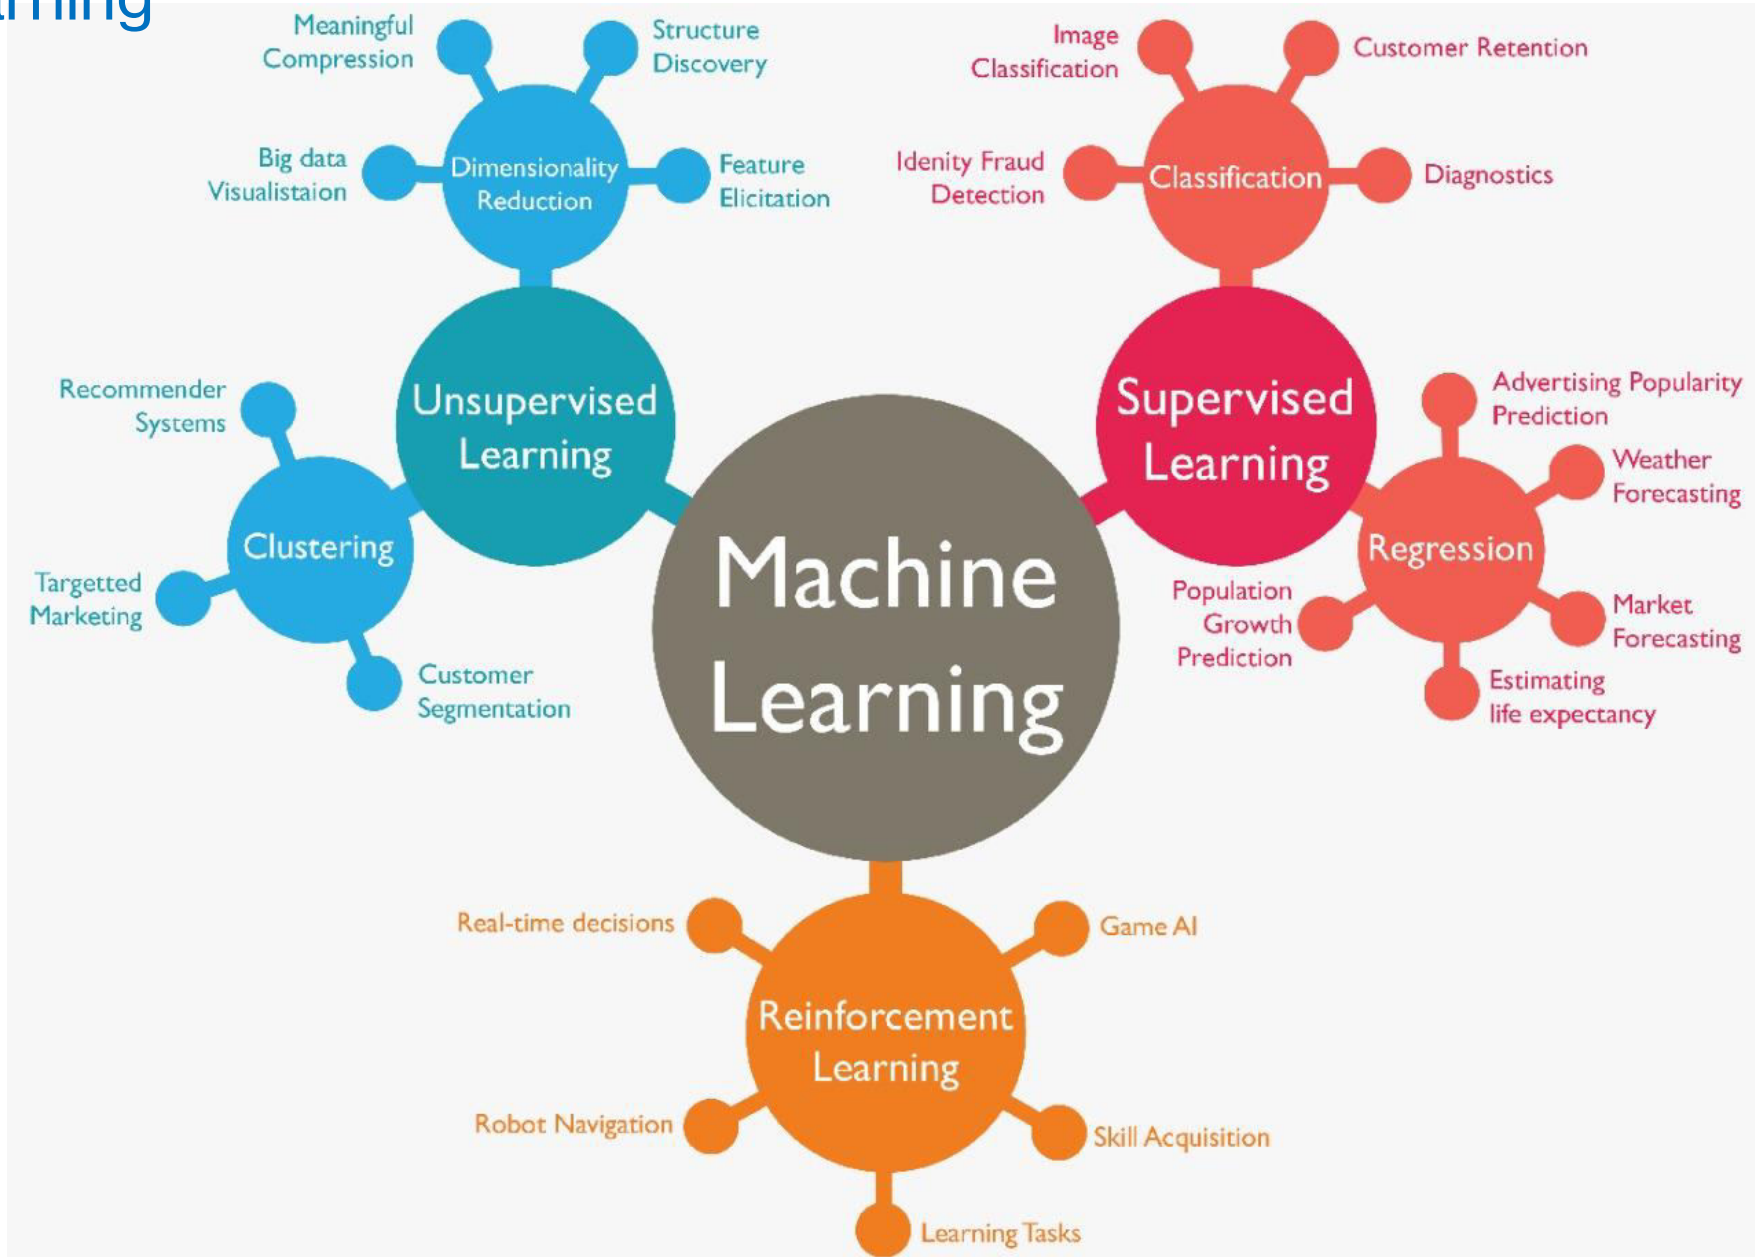 Meaningful
Compression
Structure
Discovery
Big data
Visualistaion
Dimensionality
Reduction
Feature
Elicitation
Image
Classification
Customer Retention
Idenity Fraud
Detection
Classification
Diagnostics
Recommender
Systems
Unsupervised
Learning
Clustering
Targetted
Marketing
Customer
Segmentation
Machine
Learning
Supervised
Learning
Advertising Popularity
Prediction
Weather
Forecasting
Regression
Population
Growth
Prediction
Market
Forecasting
Estimating
life expectancy
Real-time decisions
Game AI
Reinforcement
Learning
Robot Navigation
Skill Acquisition
Learning Tasks